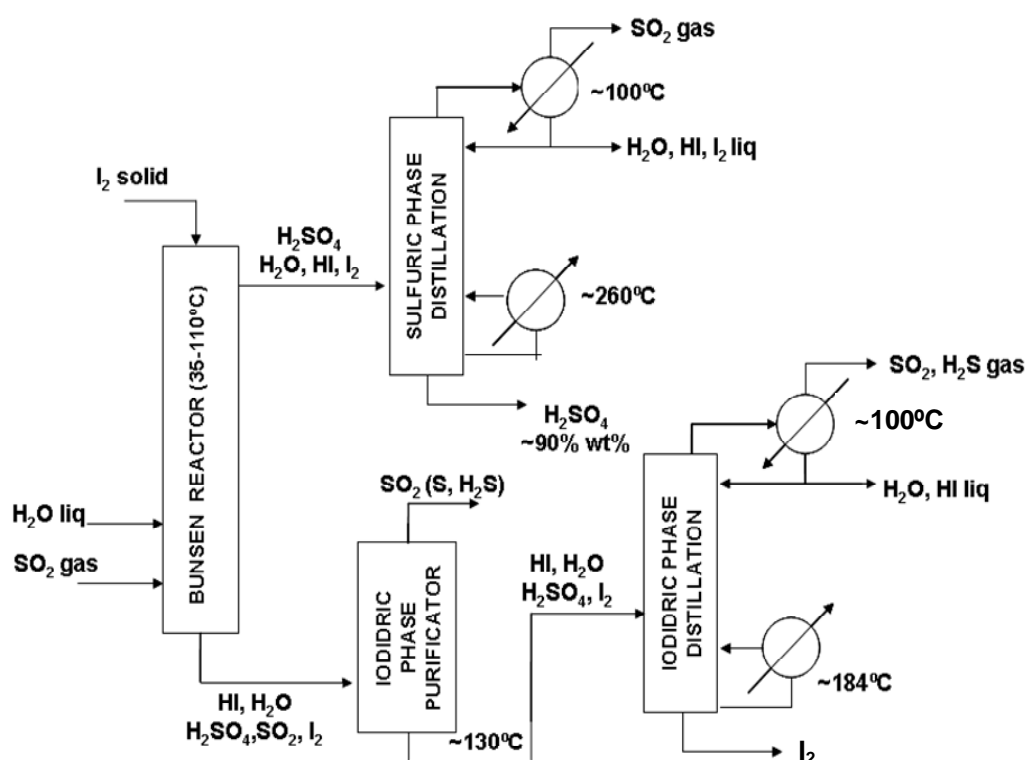 SO₂ gas
~100ºC
H₂O, HI, I₂ liq
I₂ solid
H₂SO₄
H₂O, HI, I₂
SULFURIC PHASE
DISTILLATION
~260ºC
H₂SO₄
~90% wt%
BUNSEN REACTOR (35-110ºC)
H₂O liq
SO₂ gas
SO₂ (S, H₂S)
IODIDRIC
PHASE
PURIFICATOR
HI, H₂O
H₂SO₄,SO₂, I₂
~130ºC
HI, H₂O
H₂SO₄, I₂
SO₂, H₂S gas
~100ºC
H₂O, HI liq
IODIDRIC PHASE
DISTILLATION
~184ºC
I₂